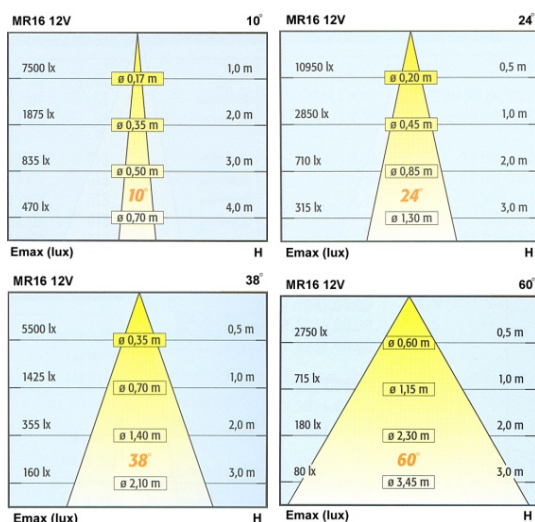 MR16 12V 10°
7500 lx ø 0,17 m 1,0 m
1875 lx ø 0,35 m 2,0 m
835 lx ø 0,50 m 3,0 m
10°
470 lx ø 0,70 m 4,0 m
Emax (lux) H
MR16 12V 24°
10950 lx ø 0,20 m 0,5 m
2850 lx ø 0,45 m 1,0 m
710 lx ø 0,85 m 2,0 m
24°
315 lx ø 1,30 m 3,0 m
Emax (lux) H
MR16 12V 38°
5500 lx ø 0,35 m 0,5 m
1425 lx ø 0,70 m 1,0 m
355 lx ø 1,40 m 2,0 m
38°
160 lx ø 2,10 m 3,0 m
Emax (lux) H
MR16 12V 60°
2750 lx ø 0,60 m 0,5 m
715 lx ø 1,15 m 1,0 m
180 lx ø 2,30 m 2,0 m
60°
80 lx ø 3,45 m 3,0 m
Emax (lux) H